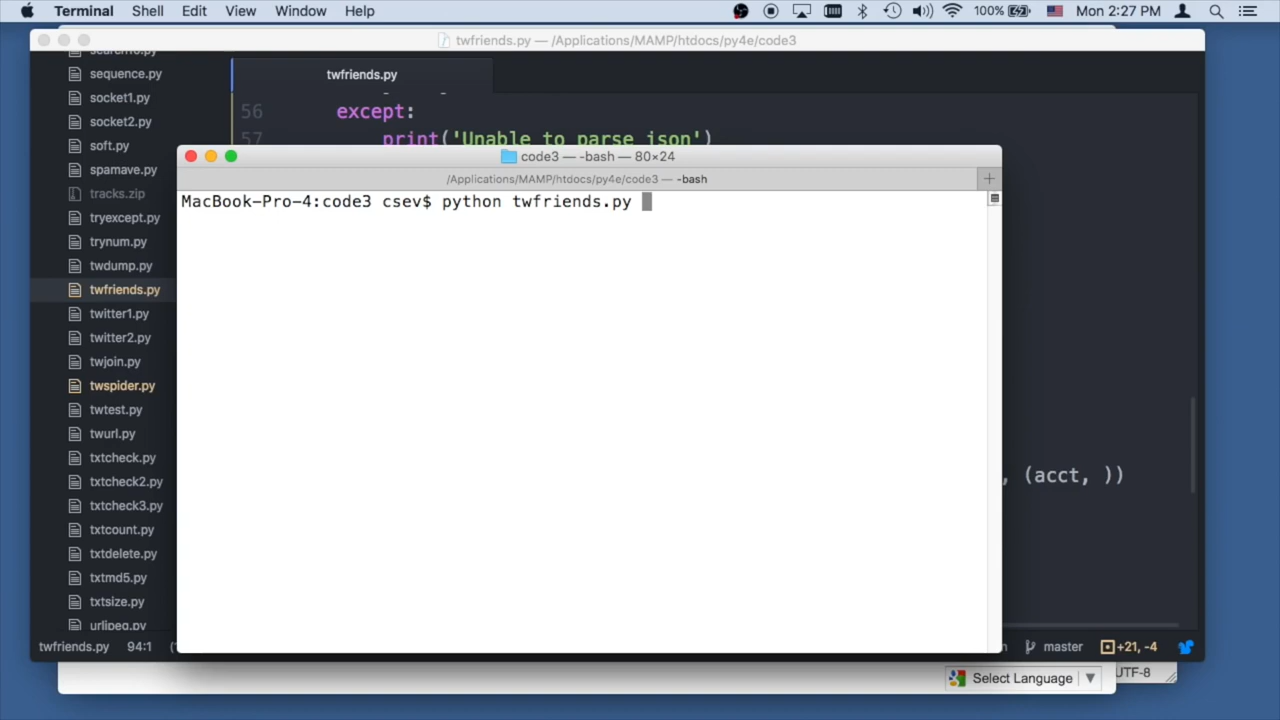 Terminal Shell Edit View Window Help 100% Mon 2:27 PM
twfriends.py — /Applications/MAMP/htdocs/py4e/code3
sequence.py
socket1.py
socket2.py
soft.py
spamave.py
tracks.zip
tryexcept.py
trynum.py
twdump.py
twfriends.py
twitter1.py
twitter2.py
twjoin.py
twspider.py
twtest.py
twurl.py
txtcheck.py
txtcheck2.py
txtcheck3.py
txtcount.py
txtdelete.py
txtmd5.py
txtsize.py
urljpeg.py
twfriends.py
56 except:
57 print('Unable to parse json')
code3 — -bash — 80×24
/Applications/MAMP/htdocs/py4e/code3 — -bash
MacBook-Pro-4:code3 csev$ python twfriends.py
, (acct, ))
twfriends.py 94:1 master +21, -4
Select Language ▼ UTF-8